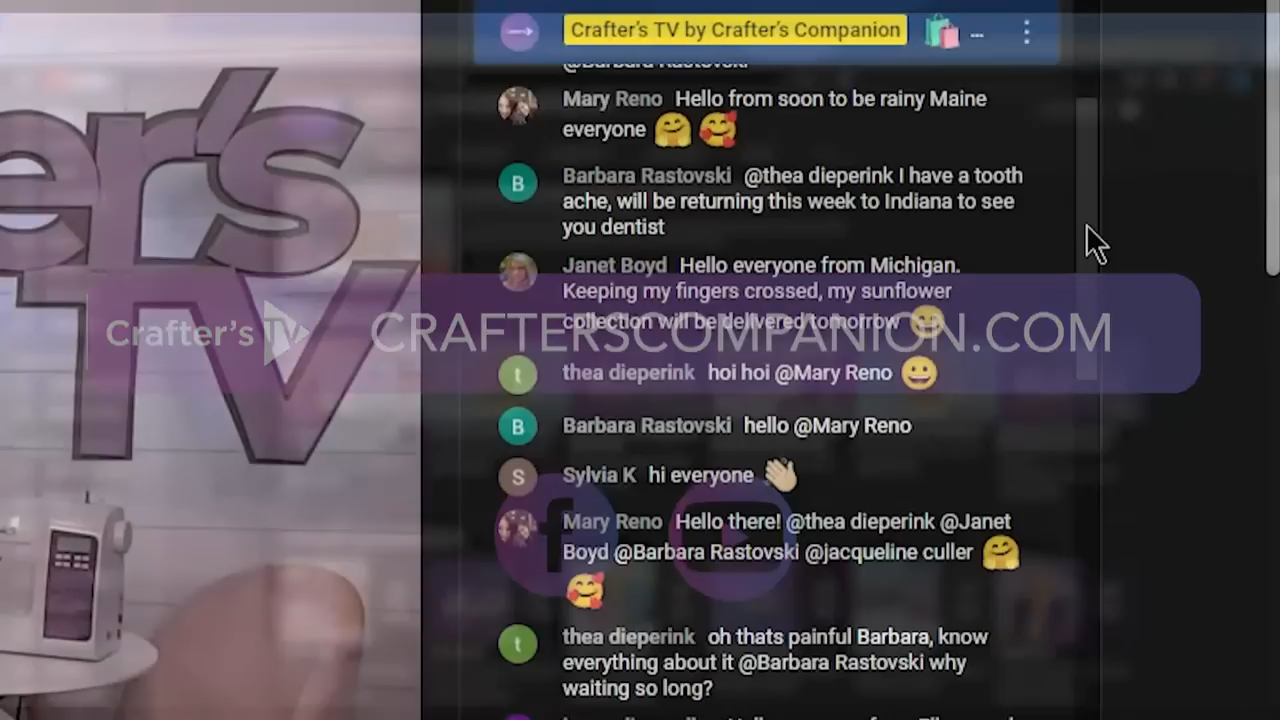 Crafter's TV by Crafter's Companion
@Barbara Rastovski
Mary Reno Hello from soon to be rainy Maine
everyone 🤗 🥰
B Barbara Rastovski @thea dieperink I have a tooth
ache, will be returning this week to Indiana to see
you dentist
Janet Boyd Hello everyone from Michigan.
Keeping my fingers crossed, my sunflower
collection will be delivered tomorrow 😀
er's
TV
Crafter's TV CRAFTERSCOMPANION.COM
t thea dieperink hoi hoi @Mary Reno 😀
B Barbara Rastovski hello @Mary Reno
S Sylvia K hi everyone 👋🏼
Mary Reno Hello there! @thea dieperink @Janet
Boyd @Barbara Rastovski @jacqueline culler 🤗
🥰
f
t thea dieperink oh thats painful Barbara, know
everything about it @Barbara Rastovski why
waiting so long?